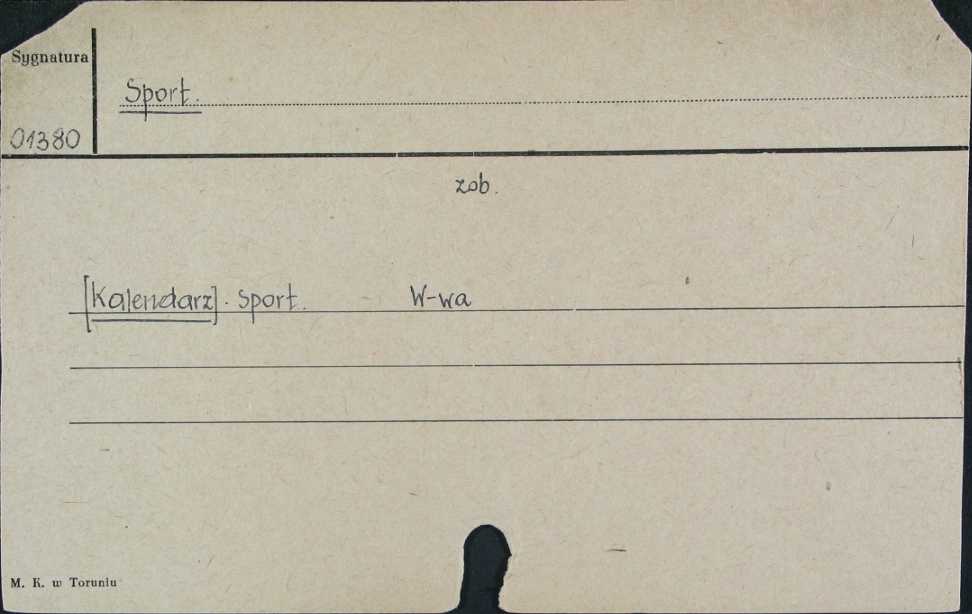 Sygnatura
Sport.
01380
zob.
[Kalendarz]. Sport. W-wa
M. K. w Toruniu